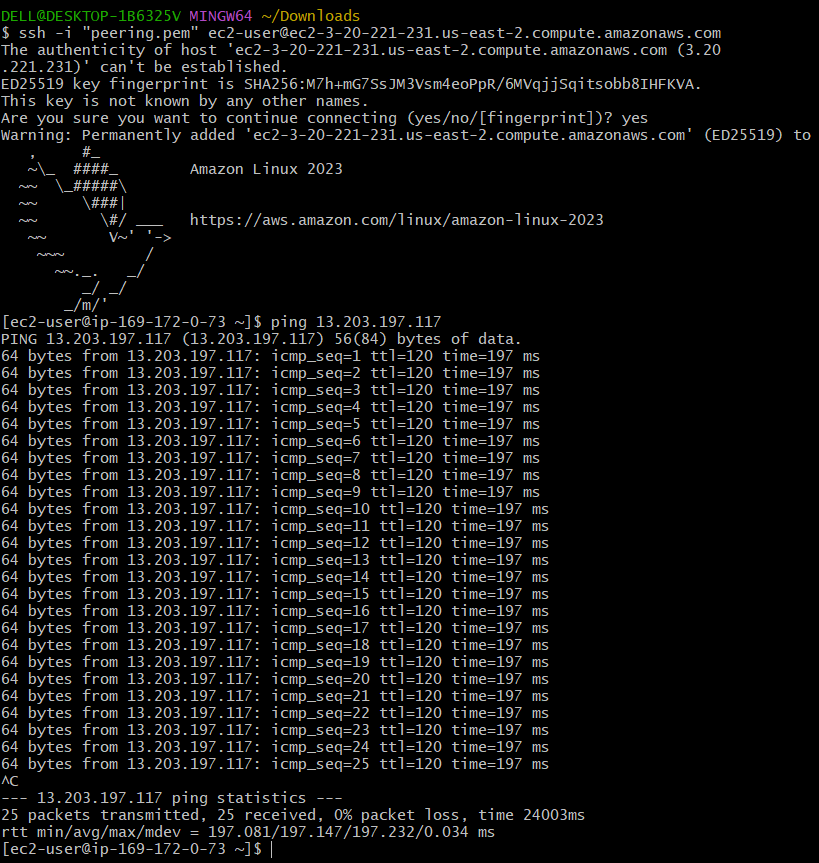 DELL@DESKTOP-1B6325V MINGW64 ~/Downloads
$ ssh -i "peering.pem" ec2-user@ec2-3-20-221-231.us-east-2.compute.amazonaws.com
The authenticity of host 'ec2-3-20-221-231.us-east-2.compute.amazonaws.com (3.20
.221.231)' can't be established.
ED25519 key fingerprint is SHA256:M7h+mG7SsJM3Vsm4eoPpR/6MVqjjSqitsobb8IHFKVA.
This key is not known by any other names.
Are you sure you want to continue connecting (yes/no/[fingerprint])? yes
Warning: Permanently added 'ec2-3-20-221-231.us-east-2.compute.amazonaws.com' (ED25519) to
   ,     #_
   ~\_  ####_        Amazon Linux 2023
  ~~  \_#####\
  ~~     \###|
  ~~       \#/ ___   https://aws.amazon.com/linux/amazon-linux-2023
   ~~       V~' '->
    ~~~         /
      ~~._.   _/
         _/ _/
       _/m/'
[ec2-user@ip-169-172-0-73 ~]$ ping 13.203.197.117
PING 13.203.197.117 (13.203.197.117) 56(84) bytes of data.
64 bytes from 13.203.197.117: icmp_seq=1 ttl=120 time=197 ms
64 bytes from 13.203.197.117: icmp_seq=2 ttl=120 time=197 ms
64 bytes from 13.203.197.117: icmp_seq=3 ttl=120 time=197 ms
64 bytes from 13.203.197.117: icmp_seq=4 ttl=120 time=197 ms
64 bytes from 13.203.197.117: icmp_seq=5 ttl=120 time=197 ms
64 bytes from 13.203.197.117: icmp_seq=6 ttl=120 time=197 ms
64 bytes from 13.203.197.117: icmp_seq=7 ttl=120 time=197 ms
64 bytes from 13.203.197.117: icmp_seq=8 ttl=120 time=197 ms
64 bytes from 13.203.197.117: icmp_seq=9 ttl=120 time=197 ms
64 bytes from 13.203.197.117: icmp_seq=10 ttl=120 time=197 ms
64 bytes from 13.203.197.117: icmp_seq=11 ttl=120 time=197 ms
64 bytes from 13.203.197.117: icmp_seq=12 ttl=120 time=197 ms
64 bytes from 13.203.197.117: icmp_seq=13 ttl=120 time=197 ms
64 bytes from 13.203.197.117: icmp_seq=14 ttl=120 time=197 ms
64 bytes from 13.203.197.117: icmp_seq=15 ttl=120 time=197 ms
64 bytes from 13.203.197.117: icmp_seq=16 ttl=120 time=197 ms
64 bytes from 13.203.197.117: icmp_seq=17 ttl=120 time=197 ms
64 bytes from 13.203.197.117: icmp_seq=18 ttl=120 time=197 ms
64 bytes from 13.203.197.117: icmp_seq=19 ttl=120 time=197 ms
64 bytes from 13.203.197.117: icmp_seq=20 ttl=120 time=197 ms
64 bytes from 13.203.197.117: icmp_seq=21 ttl=120 time=197 ms
64 bytes from 13.203.197.117: icmp_seq=22 ttl=120 time=197 ms
64 bytes from 13.203.197.117: icmp_seq=23 ttl=120 time=197 ms
64 bytes from 13.203.197.117: icmp_seq=24 ttl=120 time=197 ms
64 bytes from 13.203.197.117: icmp_seq=25 ttl=120 time=197 ms
^C
--- 13.203.197.117 ping statistics ---
25 packets transmitted, 25 received, 0% packet loss, time 24003ms
rtt min/avg/max/mdev = 197.081/197.147/197.232/0.034 ms
[ec2-user@ip-169-172-0-73 ~]$